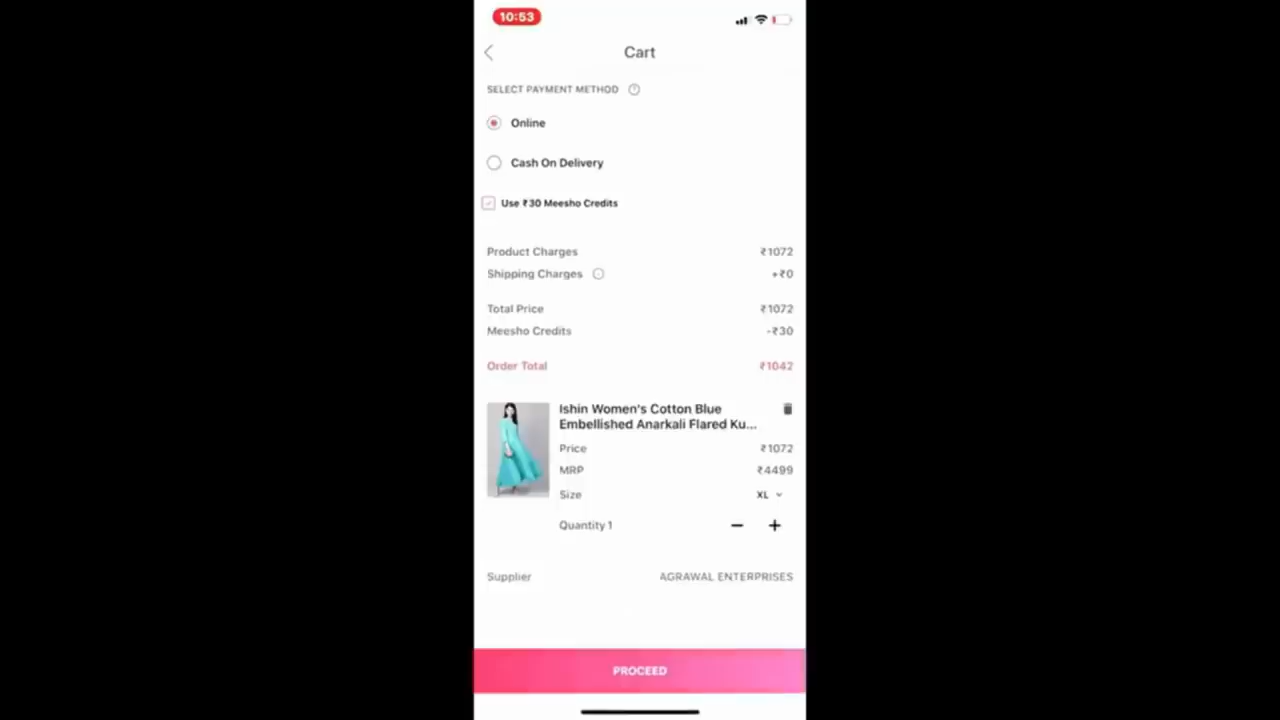 10:53
Cart
SELECT PAYMENT METHOD ?
Online
Cash On Delivery
Use ₹30 Meesho Credits
Product Charges ₹1072
Shipping Charges +₹0
Total Price ₹1072
Meesho Credits -₹30
Order Total ₹1042
Ishin Women's Cotton Blue
Embellished Anarkali Flared Ku...
Price ₹1072
MRP ₹4499
Size XL
Quantity 1 − +
Supplier AGRAWAL ENTERPRISES
PROCEED